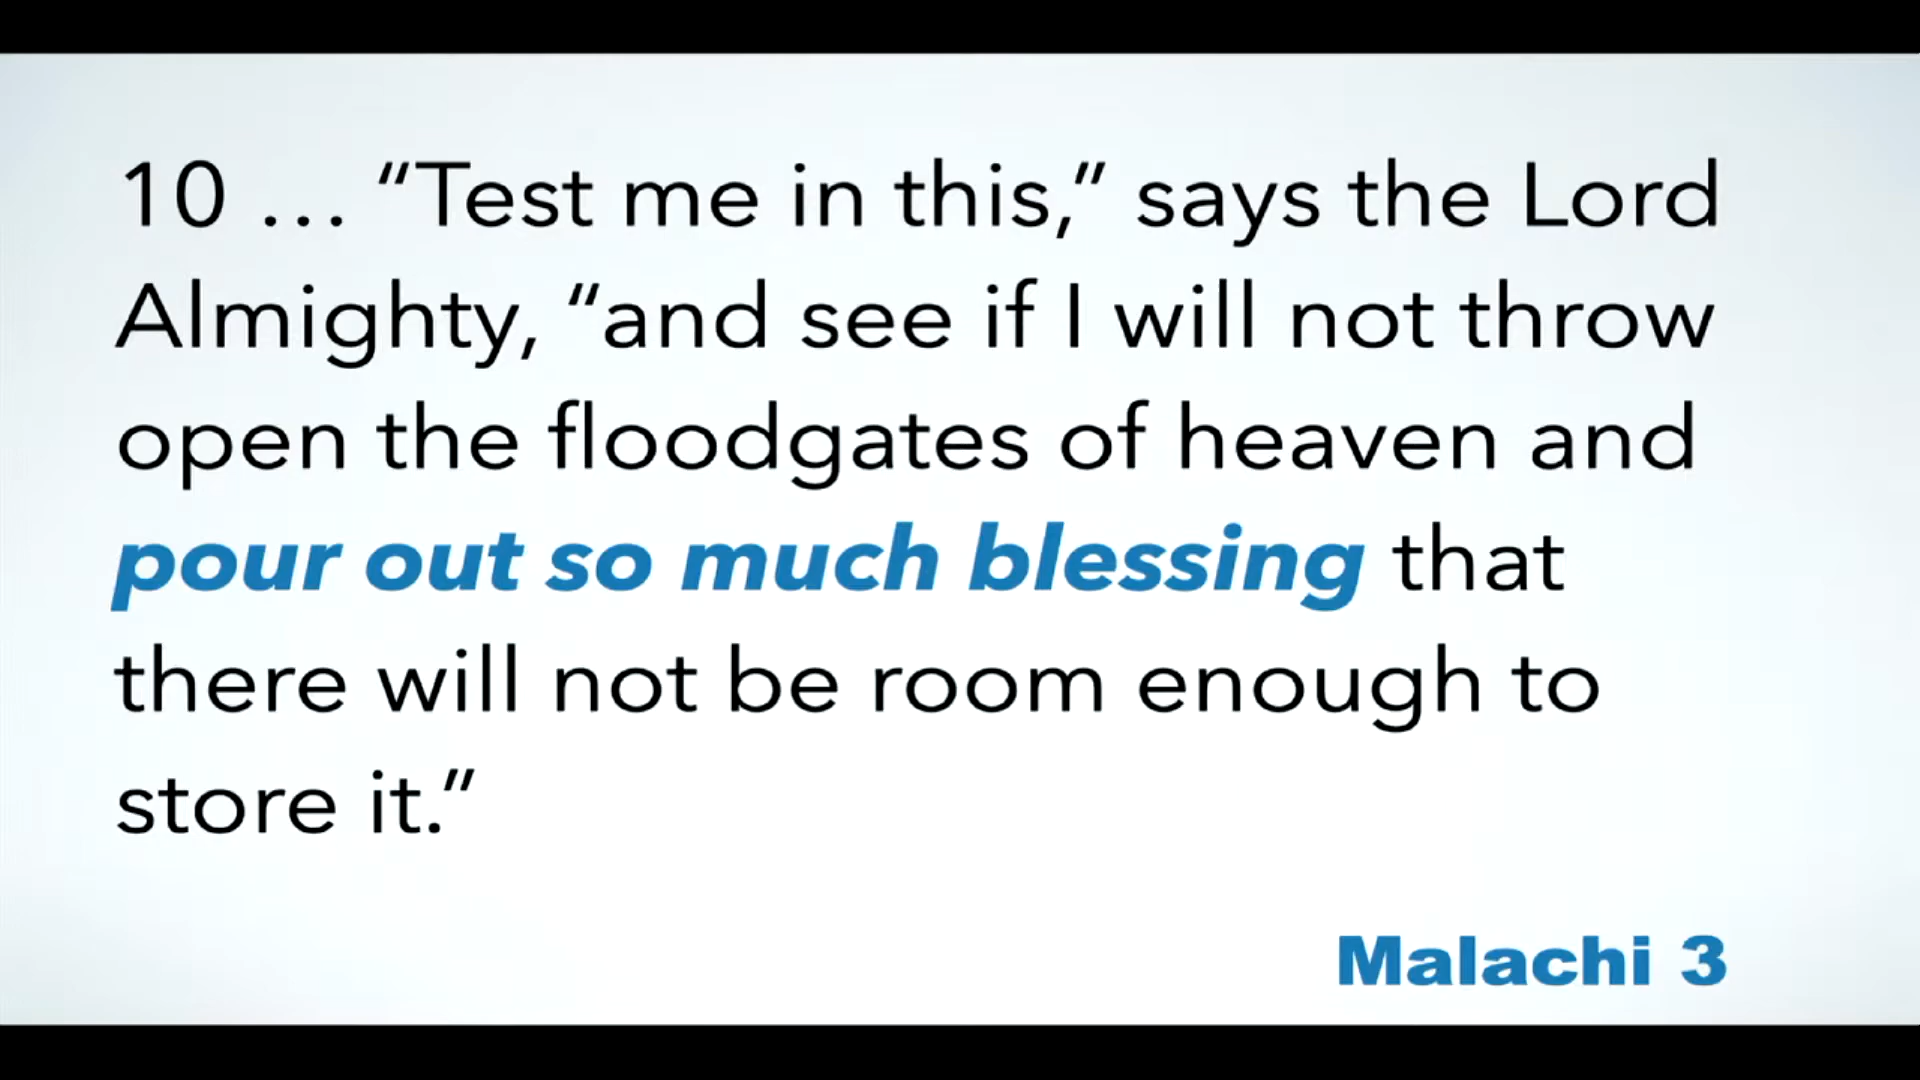 10 … “Test me in this,” says the Lord
Almighty, “and see if I will not throw
open the floodgates of heaven and
pour out so much blessing that
there will not be room enough to
store it.”
Malachi 3